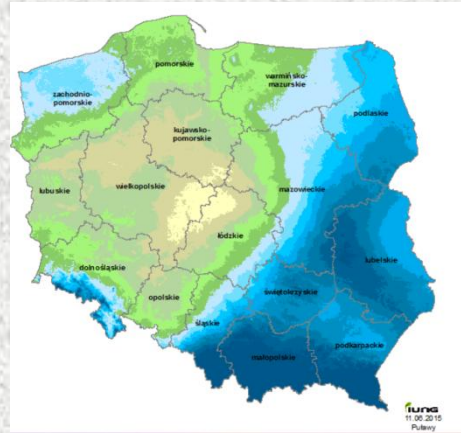 pomorskie
warmińsko-
mazurskie
zachodnio-
pomorskie
podlaskie
kujawsko-
pomorskie
lubuskie
wielkopolskie
mazowieckie
łódzkie
lubelskie
dolnośląskie
opolskie
świętokrzyskie
śląskie
małopolskie
podkarpackie
IUNG
11.06.2015
Puławy